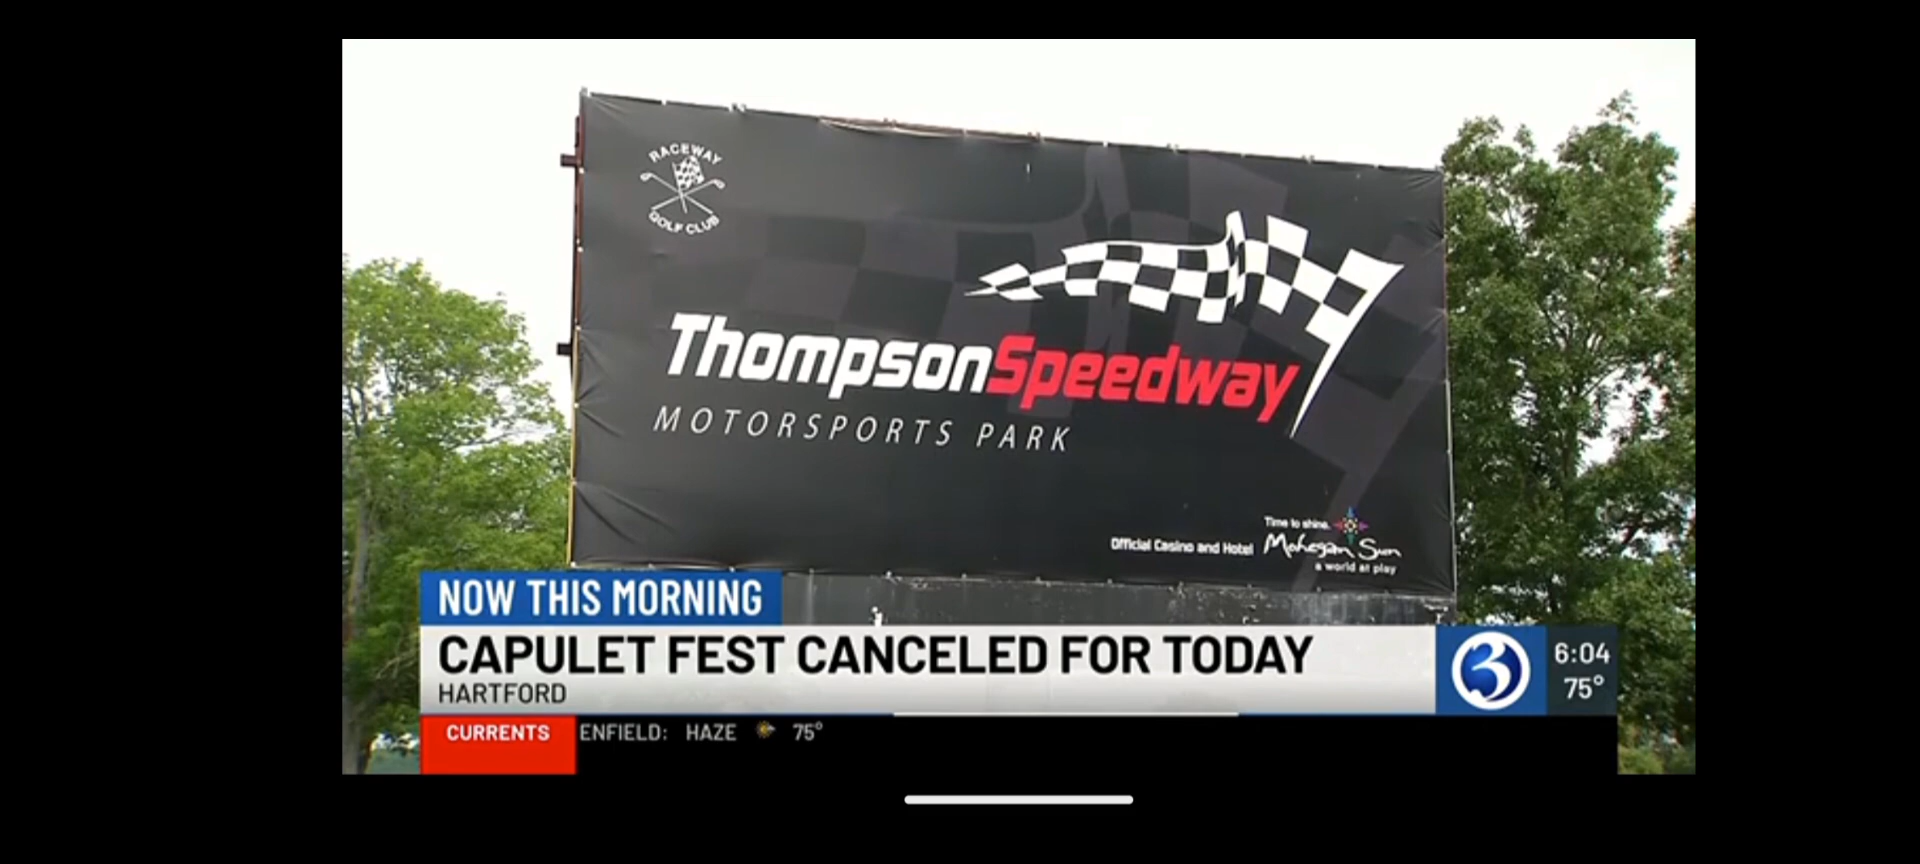 RACEWAY
GOLF CLUB
ThompsonSpeedway
MOTORSPORTS PARK
Time to shine.
Official Casino and Hotel Mohegan Sun
a world at play
NOW THIS MORNING
CAPULET FEST CANCELED FOR TODAY
HARTFORD
3
6:04
75°
CURRENTS
ENFIELD: HAZE 75°